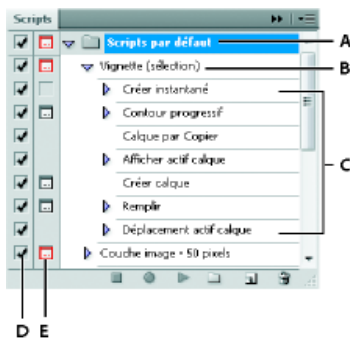 Scripts
Scripts par défaut
A
Vignette (sélection)
B
Créer instantané
Contour progressif
Calque par Copier
C
Afficher actif calque
Créer calque
Remplir
Déplacement actif calque
Couche image - 50 pixels
D E